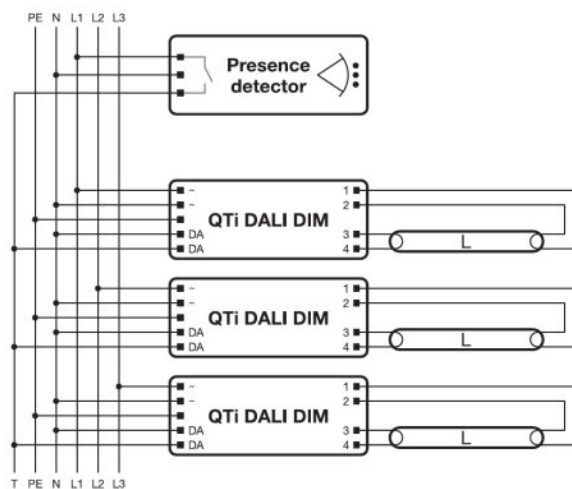 PE N L1 L2 L3
Presence
detector
~
~
QTi DALI DIM
DA
DA
1
2
3
4
L
~
~
QTi DALI DIM
DA
DA
1
2
3
4
L
~
~
QTi DALI DIM
DA
DA
1
2
3
4
L
T PE N L1 L2 L3